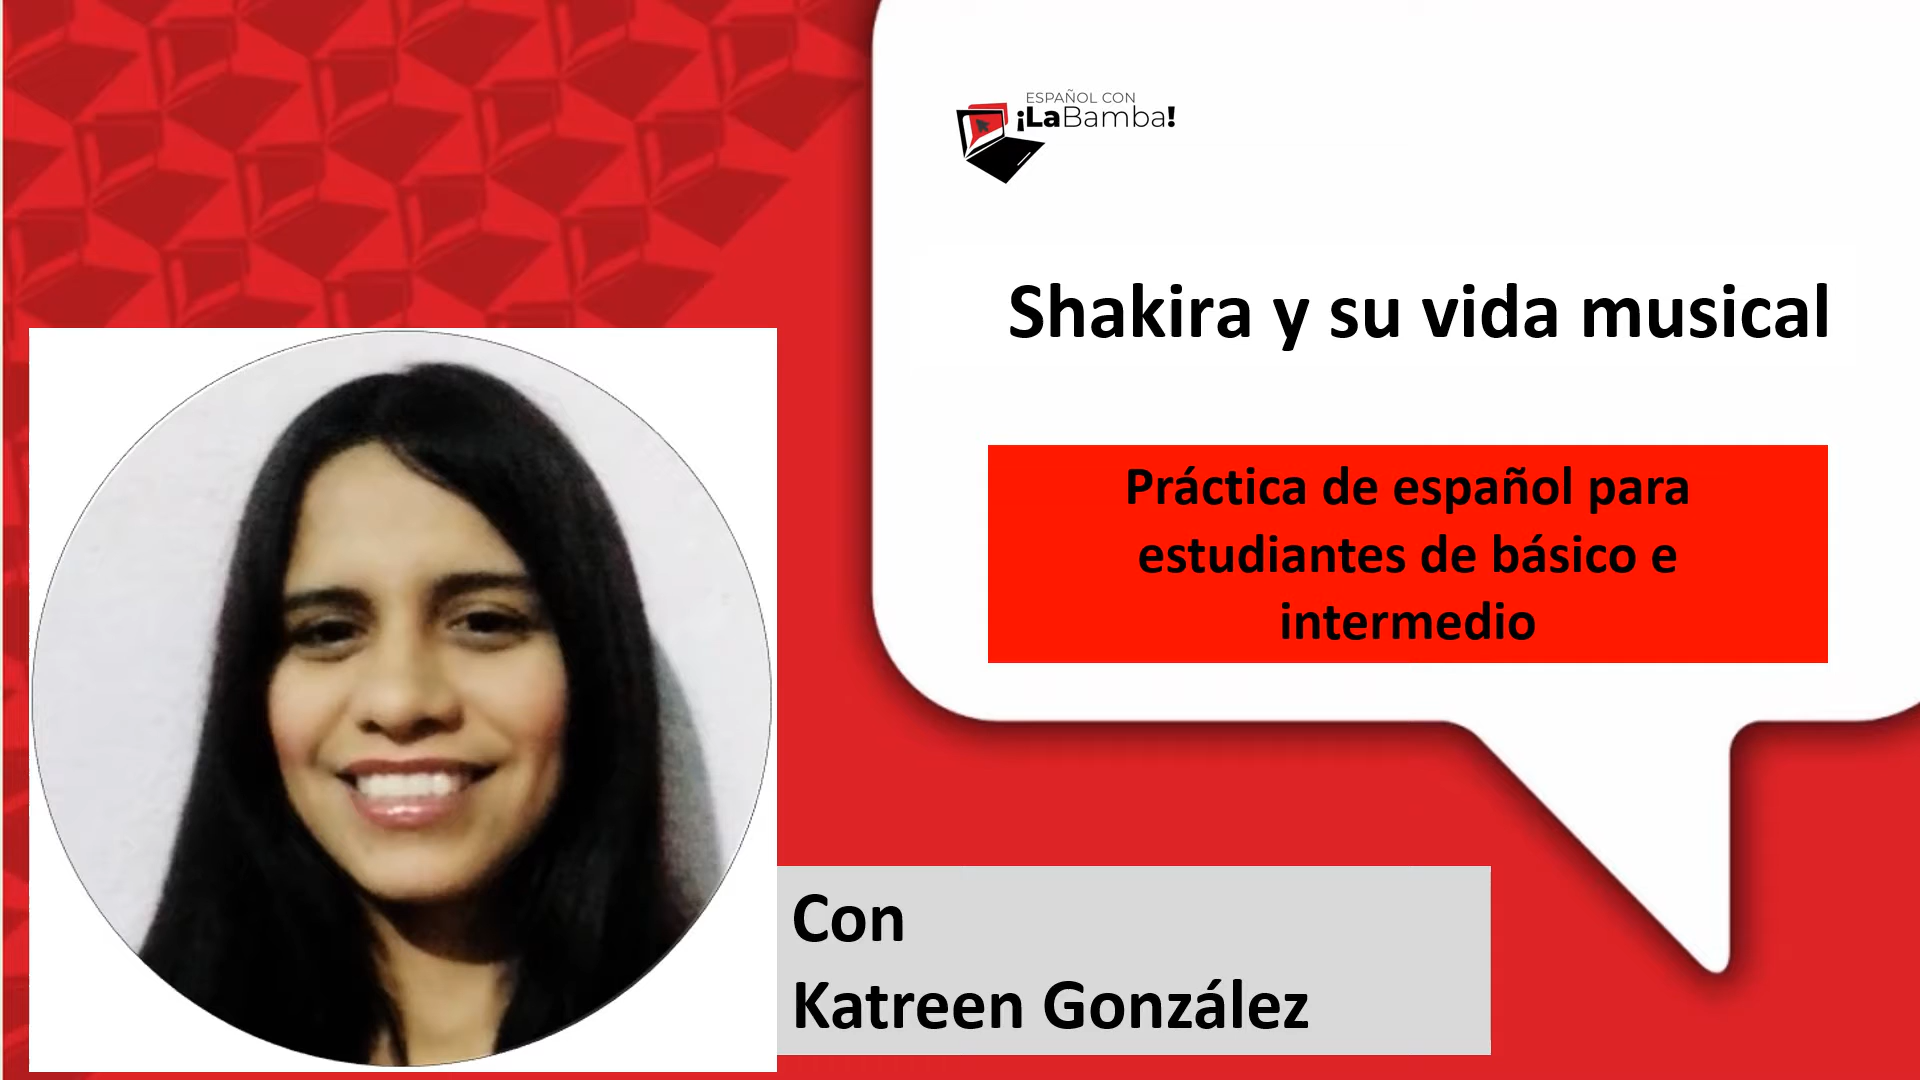 ESPAÑOL CON
¡LaBamba!
Shakira y su vida musical
Práctica de español para
estudiantes de básico e
intermedio
Con
Katreen González